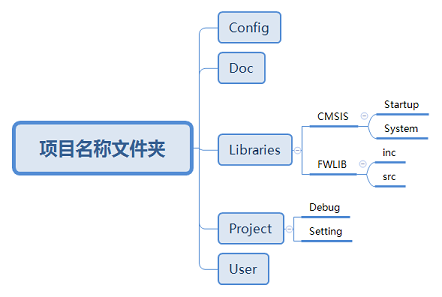 项目名称文件夹
Config
Doc
Libraries
CMSIS
Startup
System
FWLIB
inc
src
Project
Debug
Setting
User